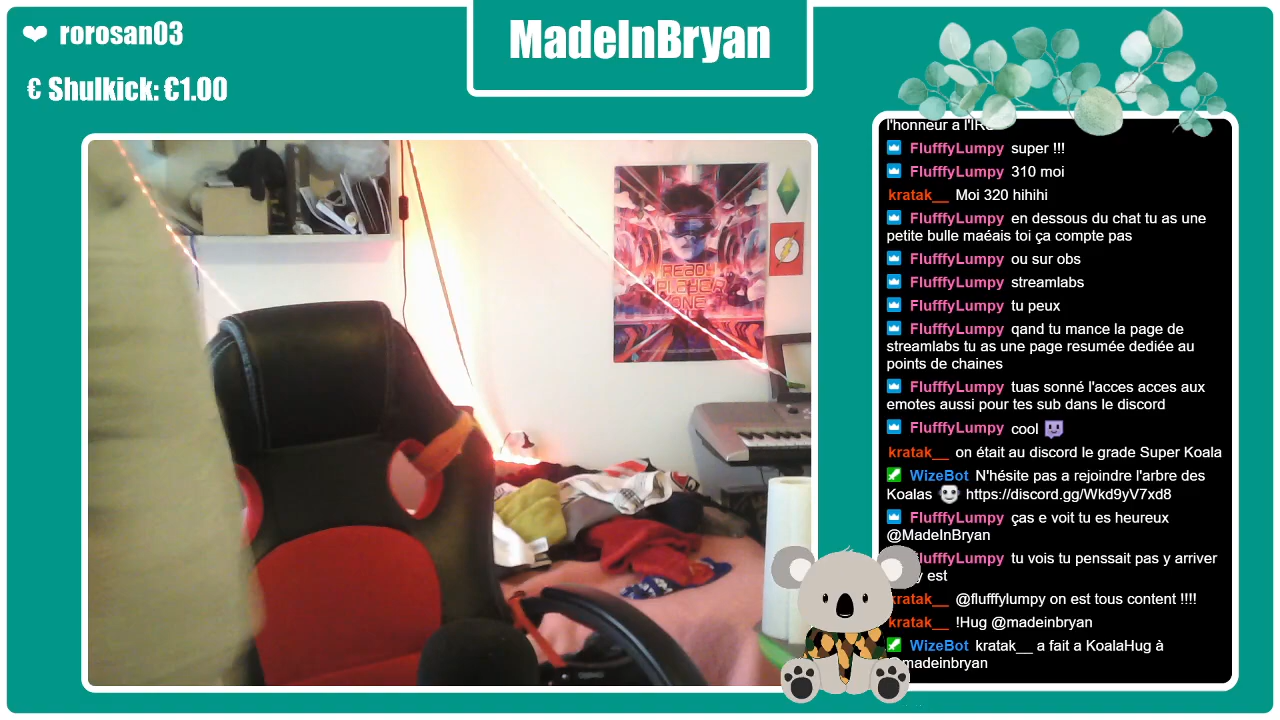 rorosan03
€ Shulkick: €1.00
MadeInBryan
READY
PLAYER
ONE
l'honneur a l'IRL
FlufffyLumpy super !!!
FlufffyLumpy 310 moi
kratak__ Moi 320 hihihi
FlufffyLumpy en dessous du chat tu as une
petite bulle maéais toi ça compte pas
FlufffyLumpy ou sur obs
FlufffyLumpy streamlabs
FlufffyLumpy tu peux
FlufffyLumpy qand tu mance la page de
streamlabs tu as une page resumée dediée au
points de chaines
FlufffyLumpy tuas sonné l'acces acces aux
emotes aussi pour tes sub dans le discord
FlufffyLumpy cool
kratak__ on était au discord le grade Super Koala
WizeBot N'hésite pas a rejoindre l'arbre des
Koalas https://discord.gg/Wkd9yV7xd8
FlufffyLumpy ças e voit tu es heureux
@MadeInBryan
lufffyLumpy tu vois tu penssait pas y arriver
y est
kratak__ @flufffylumpy on est tous content !!!!
kratak__ !Hug @madeinbryan
WizeBot kratak__ a fait a KoalaHug à
@madeinbryan